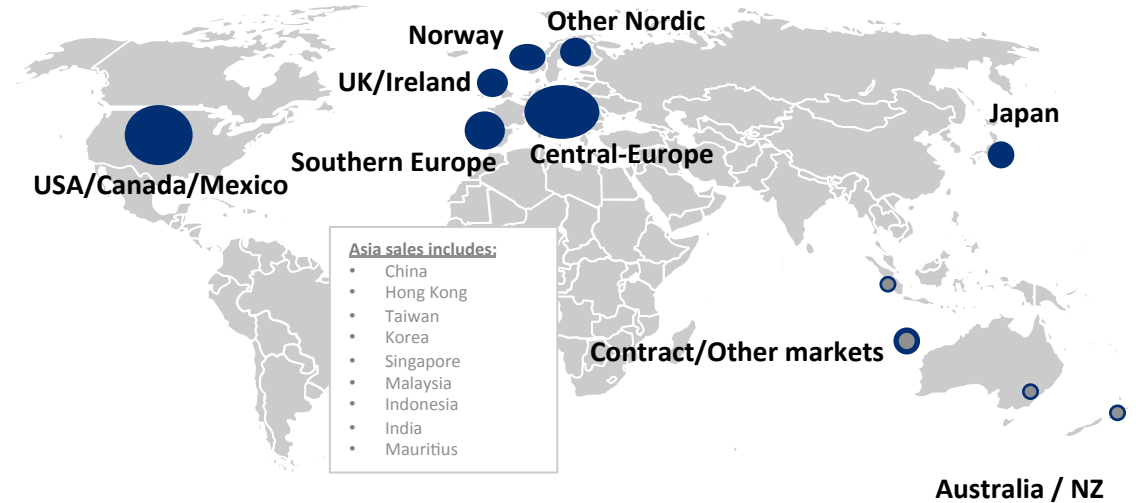 Other Nordic
Norway
UK/Ireland
Japan
Southern Europe
Central-Europe
USA/Canada/Mexico
Asia sales includes:
• China
• Hong Kong
• Taiwan
• Korea
• Singapore
• Malaysia
• Indonesia
• India
• Mauritius
Contract/Other markets
Australia / NZ